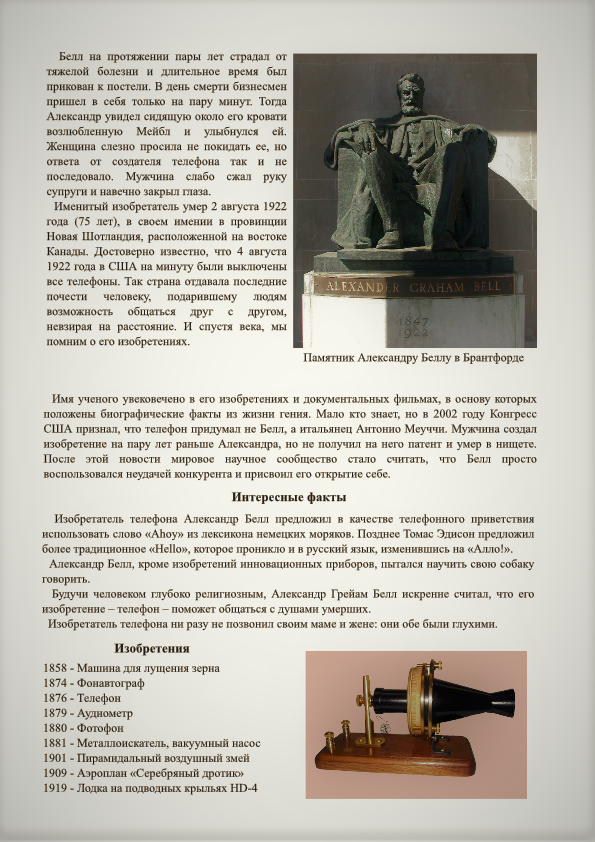 Белл на протяжении пары лет страдал от
тяжелой болезни и длительное время был
прикован к постели. В день смерти бизнесмен
пришел в себя только на пару минут. Тогда
Александр увидел сидящую около его кровати
возлюбленную Мейбл и улыбнулся ей.
Женщина слезно просила не покидать ее, но
ответа от создателя телефона так и не
последовало. Мужчина слабо сжал руку
супруги и навечно закрыл глаза.
Именитый изобретатель умер 2 августа 1922
года (75 лет), в своем имении в провинции
Новая Шотландия, расположенной на востоке
Канады. Достоверно известно, что 4 августа
1922 года в США на минуту были выключены
все телефоны. Так страна отдавала последние
почести человеку, подарившему людям
возможность общаться друг с другом,
невзирая на расстояние. И спустя века, мы
помним о его изобретениях.
ALEXANDER GRAHAM BELL
1847
1922
Памятник Александру Беллу в Брантфорде
Имя ученого увековечено в его изобретениях и документальных фильмах, в основу которых
положены биографические факты из жизни гения. Мало кто знает, но в 2002 году Конгресс
США признал, что телефон придумал не Белл, а итальянец Антонио Меуччи. Мужчина создал
изобретение на пару лет раньше Александра, но не получил на него патент и умер в нищете.
После этой новости мировое научное сообщество стало считать, что Белл просто
воспользовался неудачей конкурента и присвоил его открытие себе.
Интересные факты
Изобретатель телефона Александр Белл предложил в качестве телефонного приветствия
использовать слово «Ahoy» из лексикона немецких моряков. Позднее Томас Эдисон предложил
более традиционное «Hello», которое проникло и в русский язык, изменившись на «Алло!».
Александр Белл, кроме изобретений инновационных приборов, пытался научить свою собаку
говорить.
Будучи человеком глубоко религиозным, Александр Грейам Белл искренне считал, что его
изобретение – телефон – поможет общаться с душами умерших.
Изобретатель телефона ни разу не позвонил своим маме и жене: они обе были глухими.
Изобретения
1858 - Машина для лущения зерна
1874 - Фонавтограф
1876 - Телефон
1879 - Аудиометр
1880 - Фотофон
1881 - Металлоискатель, вакуумный насос
1901 - Пирамидальный воздушный змей
1909 - Аэроплан «Серебряный дротик»
1919 - Лодка на подводных крыльях HD-4